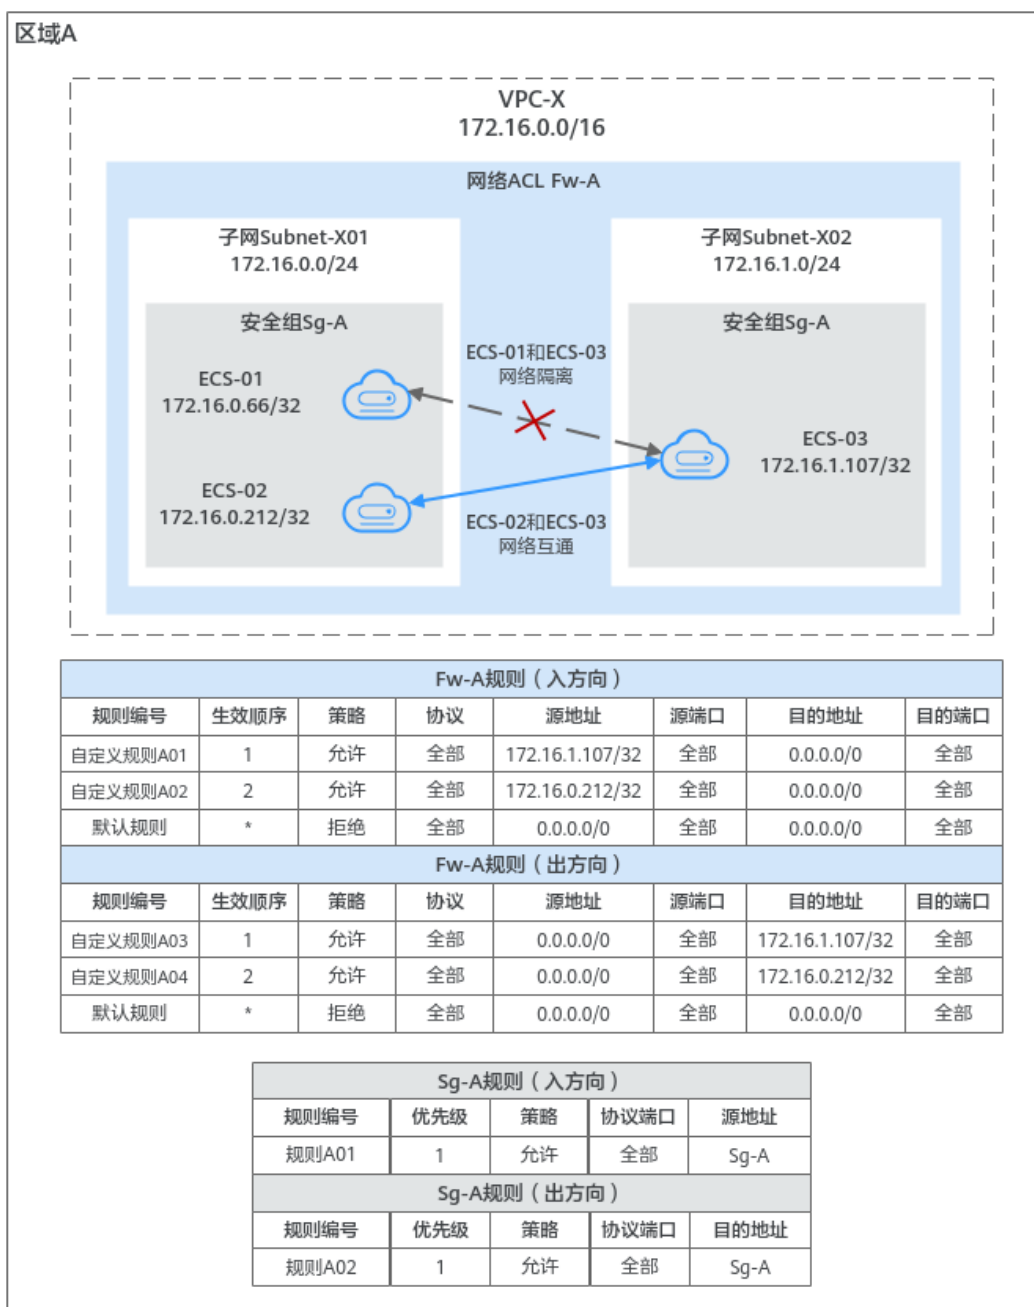 区域A
VPC-X
172.16.0.0/16
网络ACL Fw-A
子网Subnet-X01
172.16.0.0/24
子网Subnet-X02
172.16.1.0/24
安全组Sg-A
安全组Sg-A
ECS-01和ECS-03
网络隔离
ECS-01
172.16.0.66/32
ECS-03
172.16.1.107/32
ECS-02
172.16.0.212/32
ECS-02和ECS-03
网络互通
Fw-A规则（入方向）
规则编号 生效顺序 策略 协议 源地址 源端口 目的地址 目的端口
自定义规则A01 1 允许 全部 172.16.1.107/32 全部 0.0.0.0/0 全部
自定义规则A02 2 允许 全部 172.16.0.212/32 全部 0.0.0.0/0 全部
默认规则 * 拒绝 全部 0.0.0.0/0 全部 0.0.0.0/0 全部
Fw-A规则（出方向）
规则编号 生效顺序 策略 协议 源地址 源端口 目的地址 目的端口
自定义规则A03 1 允许 全部 0.0.0.0/0 全部 172.16.1.107/32 全部
自定义规则A04 2 允许 全部 0.0.0.0/0 全部 172.16.0.212/32 全部
默认规则 * 拒绝 全部 0.0.0.0/0 全部 0.0.0.0/0 全部
Sg-A规则（入方向）
规则编号 优先级 策略 协议端口 源地址
规则A01 1 允许 全部 Sg-A
Sg-A规则（出方向）
规则编号 优先级 策略 协议端口 目的地址
规则A02 1 允许 全部 Sg-A